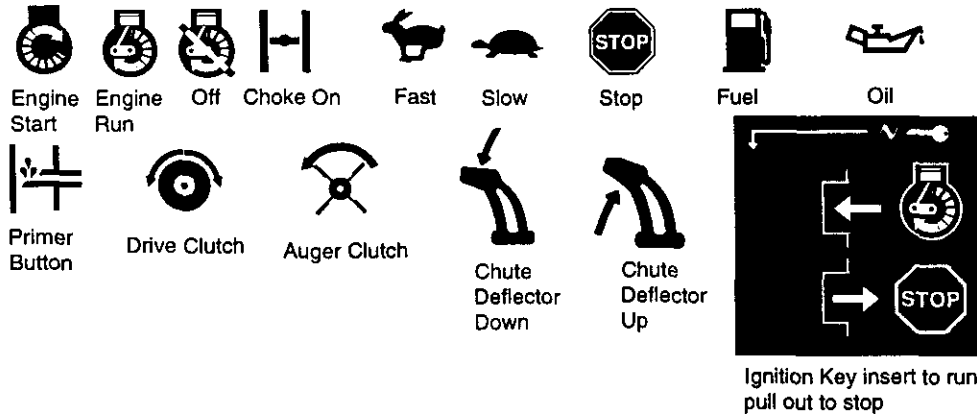 STOP
Engine
Start
Engine
Run
Off
Choke On
Fast
Slow
Stop
Fuel
Oil
Primer
Button
Drive Clutch
Auger Clutch
Chute
Deflector
Down
Chute
Deflector
Up
STOP
Ignition Key insert to run
pull out to stop